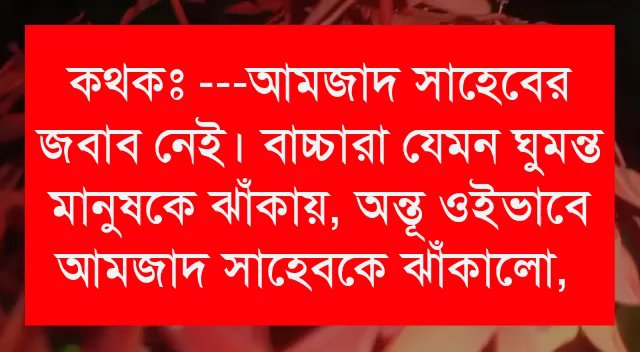 কথকঃ ---আমজাদ সাহেবের
জবাব নেই। বাচ্চারা যেমন ঘুমন্ত
মানুষকে ঝাঁকায়, অন্তূ ওইভাবে
আমজাদ সাহেবকে ঝাঁকালো,